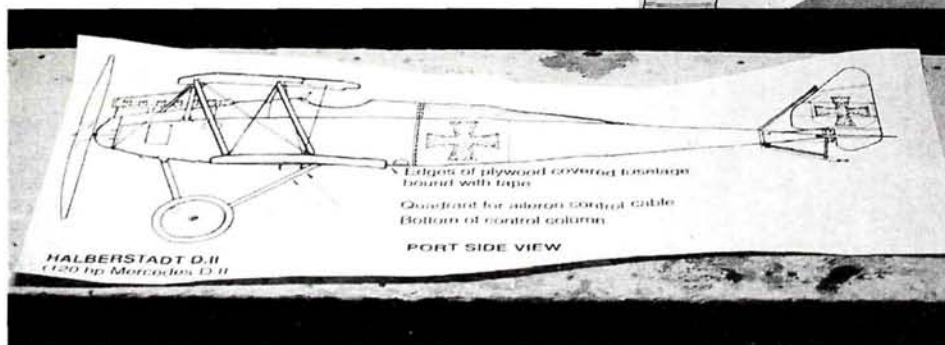 Edges of plywood covered fuselage
bound with tape
Quadrant for aileron control cable
Bottom of control column
PORT SIDE VIEW
HALBERSTADT D.II
(120 hp Mercedes D.II